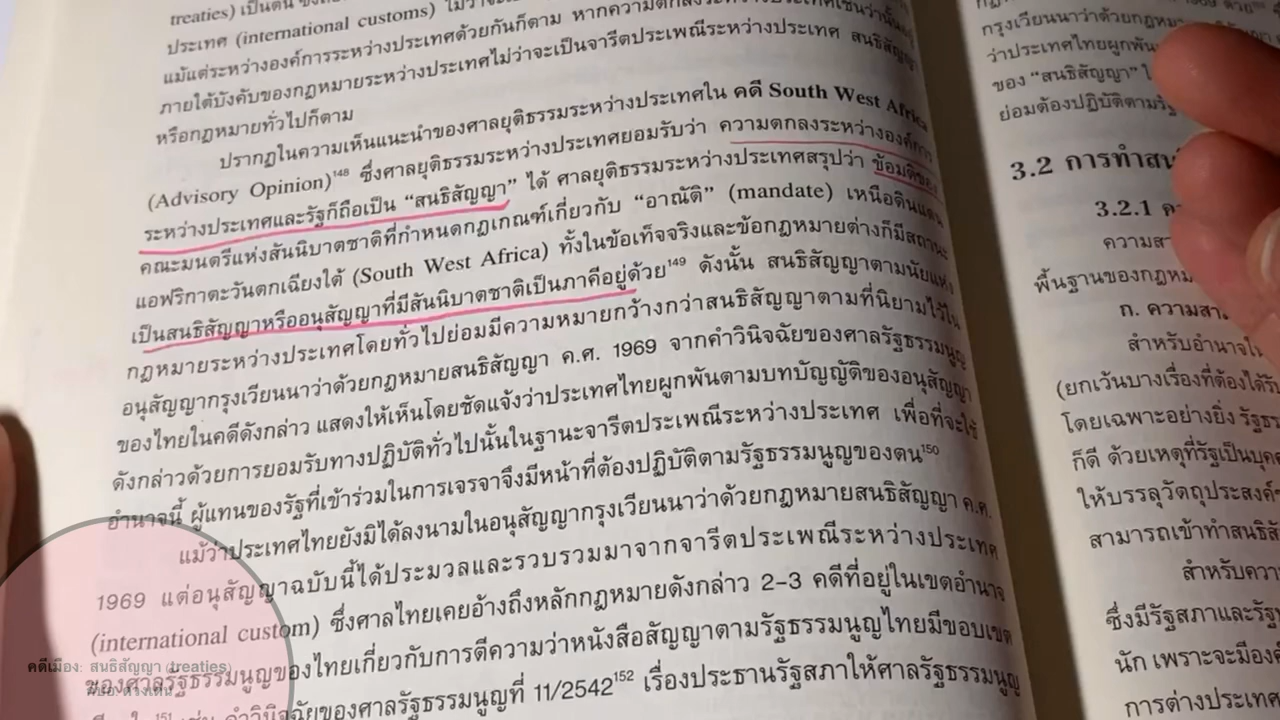 treaties) เป็นต้น
ประเทศ (international customs) ไม่ว่าจะ
แม้แต่ระหว่างองค์การระหว่างประเทศด้วยกันก็ตาม หากความตกลงระหว่างประเทศเช่นว่านั้น
ภายใต้บังคับของกฎหมายระหว่างประเทศไม่ว่าจะเป็นจารีตประเพณีระหว่างประเทศ สนธิสัญญา
หรือกฎหมายทั่วไปก็ตาม
ปรากฏในความเห็นแนะนำของศาลยุติธรรมระหว่างประเทศใน คดี South West Africa
(Advisory Opinion)148 ซึ่งศาลยุติธรรมระหว่างประเทศยอมรับว่า ความตกลงระหว่างองค์การ
ระหว่างประเทศและรัฐก็ถือเป็น “สนธิสัญญา” ได้ ศาลยุติธรรมระหว่างประเทศสรุปว่า ข้อมติของ
คณะมนตรีแห่งสันนิบาตชาติที่กำหนดกฎเกณฑ์เกี่ยวกับ “อาณัติ” (mandate) เหนือดินแดน
แอฟริกาตะวันตกเฉียงใต้ (South West Africa) ทั้งในข้อเท็จจริงและข้อกฎหมายต่างก็มีสถานะ
เป็นสนธิสัญญาหรืออนุสัญญาที่มีสันนิบาตชาติเป็นภาคีอยู่ด้วย149 ดังนั้น สนธิสัญญาตามนัยแห่ง
กฎหมายระหว่างประเทศโดยทั่วไปย่อมมีความหมายกว้างกว่าสนธิสัญญาตามที่นิยามไว้ใน
อนุสัญญากรุงเวียนนาว่าด้วยกฎหมายสนธิสัญญา ค.ศ. 1969 จากคำวินิจฉัยของศาลรัฐธรรมนูญ
ของไทยในคดีดังกล่าว แสดงให้เห็นโดยชัดแจ้งว่าประเทศไทยผูกพันตามบทบัญญัติของอนุสัญญา
ดังกล่าวด้วยการยอมรับทางปฏิบัติทั่วไปนั้นในฐานะจารีตประเพณีระหว่างประเทศ เพื่อที่จะใช้
อำนาจนี้ ผู้แทนของรัฐที่เข้าร่วมในการเจรจาจึงมีหน้าที่ต้องปฏิบัติตามรัฐธรรมนูญของตน150
แม้ว่าประเทศไทยยังมิได้ลงนามในอนุสัญญากรุงเวียนนาว่าด้วยกฎหมายสนธิสัญญา ค.ศ.
1969 แต่อนุสัญญาฉบับนี้ได้ประมวลและรวบรวมมาจากจารีตประเพณีระหว่างประเทศ
(international custom) ซึ่งศาลไทยเคยอ้างถึงหลักกฎหมายดังกล่าว 2-3 คดีที่อยู่ในเขตอำนาจ
ของศาลรัฐธรรมนูญของไทยเกี่ยวกับการตีความว่าหนังสือสัญญาตามรัฐธรรมนูญไทยมีขอบเขต
151 เช่น คำวินิจฉัยของศาลรัฐธรรมนูญที่ 11/2542152 เรื่องประธานรัฐสภาให้ศาลรัฐธรรมนูญ
กรุงเวียนนาว่าด้วยกฎหมาย
ว่าประเทศไทยผูกพัน
ของ “สนธิสัญญา”
ย่อมต้องปฏิบัติตามรัฐ
3.2 การทำสน
3.2.1
ความสา
พื้นฐานของกฎหม
ก. ความสา
สำหรับอำนาจใน
(ยกเว้นบางเรื่องที่ต้องได้รับ
โดยเฉพาะอย่างยิ่ง รัฐธร
ก็ดี ด้วยเหตุที่รัฐเป็นบุค
ให้บรรลุวัตถุประสงค์
สามารถเข้าทำสนธิสั
สำหรับควา
ซึ่งมีรัฐสภาและรัฐ
นัก เพราะจะมีอง
การต่างประเทศ
คดีเมือง: สนธิสัญญา (treaties)